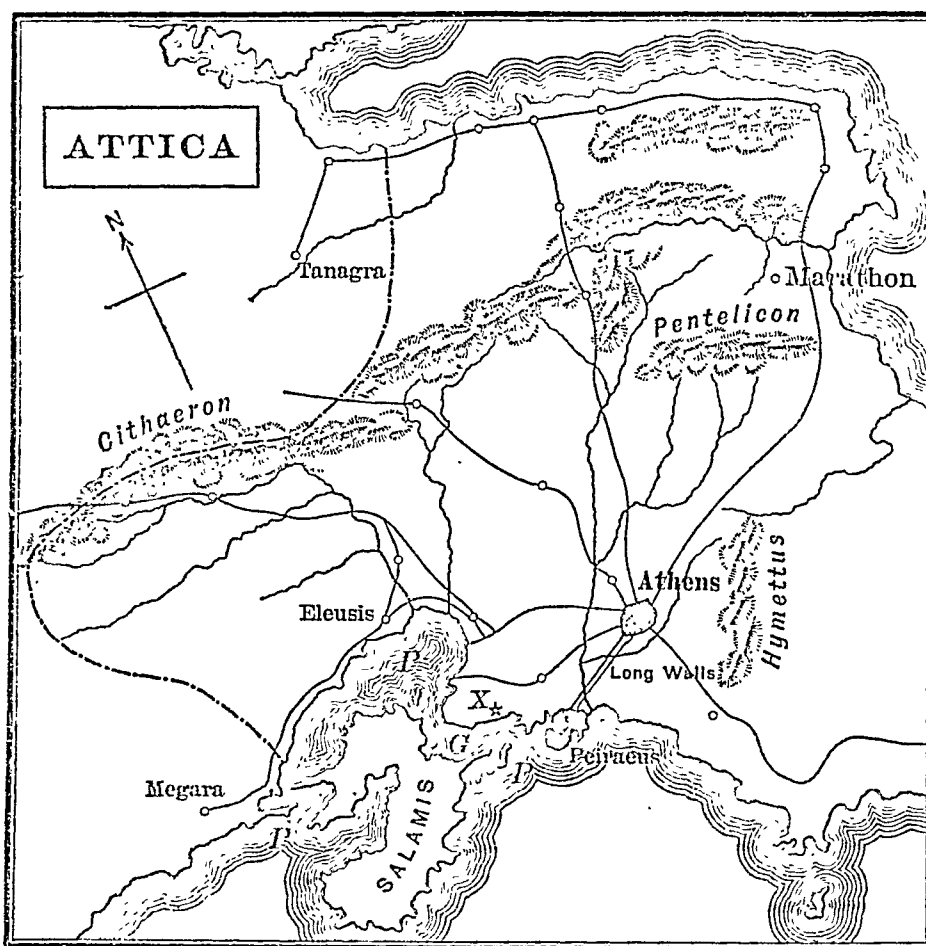 ATTICA
N
Tanagra
Marathon
Pentelicon
Cithaeron
Athens
Hymettus
Eleusis
P
Long Walls
X
G
P
Peiraeus
Megara
SALAMIS
P